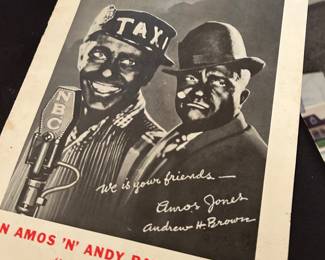 TAXI
NBC
We is your friends —
Amos Jones
Andrew H. Brown
N AMOS 'N' ANDY